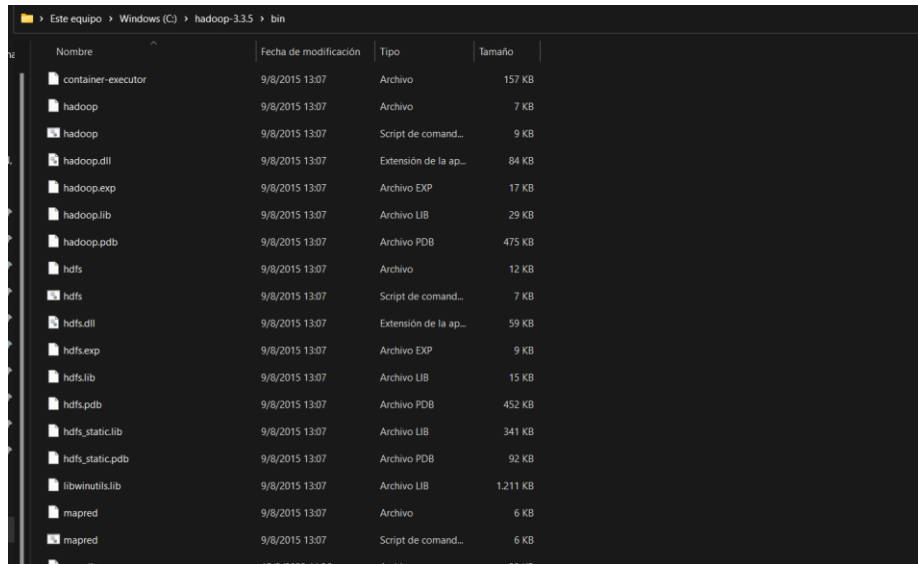 Este equipo > Windows (C:) > hadoop-3.3.5 > bin
Nombre Fecha de modificación Tipo Tamaño
container-executor 9/8/2015 13:07 Archivo 157 KB
hadoop 9/8/2015 13:07 Archivo 7 KB
hadoop 9/8/2015 13:07 Script de comand... 9 KB
hadoop.dll 9/8/2015 13:07 Extensión de la ap... 84 KB
hadoop.exp 9/8/2015 13:07 Archivo EXP 17 KB
hadoop.lib 9/8/2015 13:07 Archivo LIB 29 KB
hadoop.pdb 9/8/2015 13:07 Archivo PDB 475 KB
hdfs 9/8/2015 13:07 Archivo 12 KB
hdfs 9/8/2015 13:07 Script de comand... 7 KB
hdfs.dll 9/8/2015 13:07 Extensión de la ap... 59 KB
hdfs.exp 9/8/2015 13:07 Archivo EXP 9 KB
hdfs.lib 9/8/2015 13:07 Archivo LIB 15 KB
hdfs.pdb 9/8/2015 13:07 Archivo PDB 452 KB
hdfs_static.lib 9/8/2015 13:07 Archivo LIB 341 KB
hdfs_static.pdb 9/8/2015 13:07 Archivo PDB 92 KB
libwinutils.lib 9/8/2015 13:07 Archivo LIB 1.211 KB
mapred 9/8/2015 13:07 Archivo 6 KB
mapred 9/8/2015 13:07 Script de comand... 6 KB